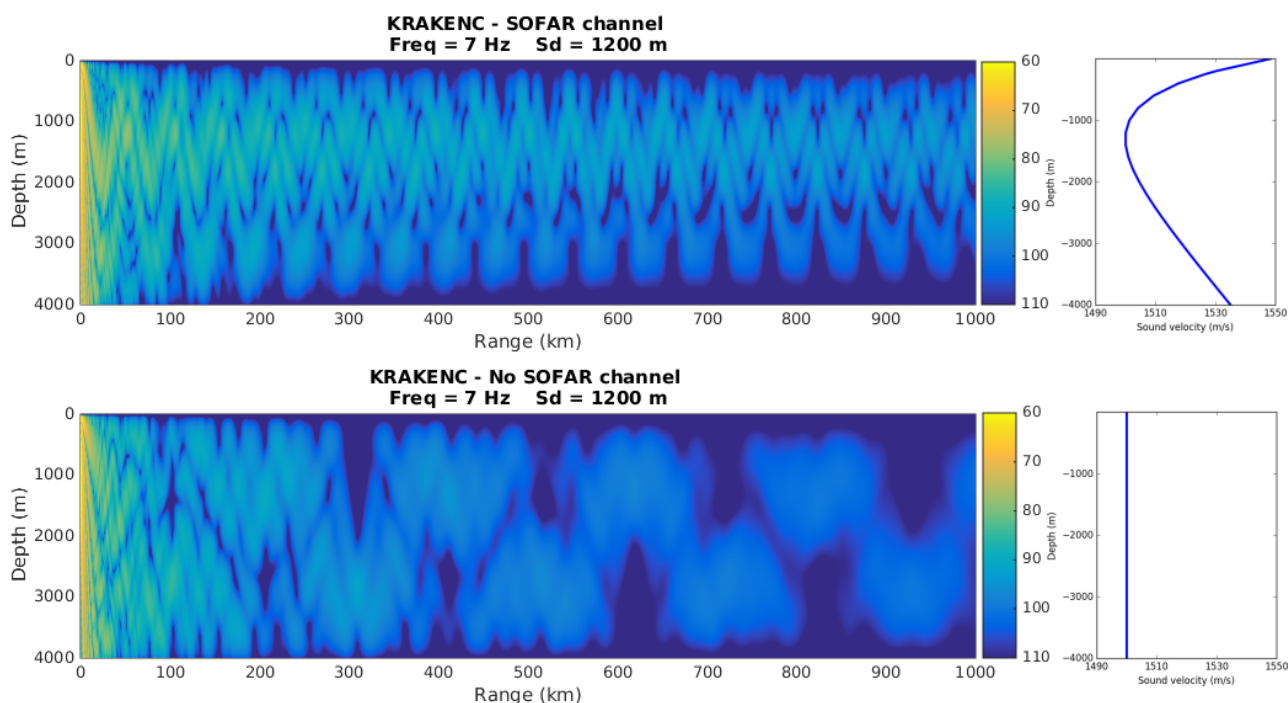 KRAKENC - SOFAR channel
Freq = 7 Hz    Sd = 1200 m
0
1000
2000
3000
4000
Depth (m)
0 100 200 300 400 500 600 700 800 900 1000
Range (km)
60
70
80
90
100
110
0
−1000
−2000
−3000
−4000
Depth (m)
1490 1510 1530 1550
Sound velocity (m/s)
KRAKENC - No SOFAR channel
Freq = 7 Hz    Sd = 1200 m
0
1000
2000
3000
4000
Depth (m)
0 100 200 300 400 500 600 700 800 900 1000
Range (km)
60
70
80
90
100
110
0
−1000
−2000
−3000
−4000
Depth (m)
1490 1510 1530 1550
Sound velocity (m/s)